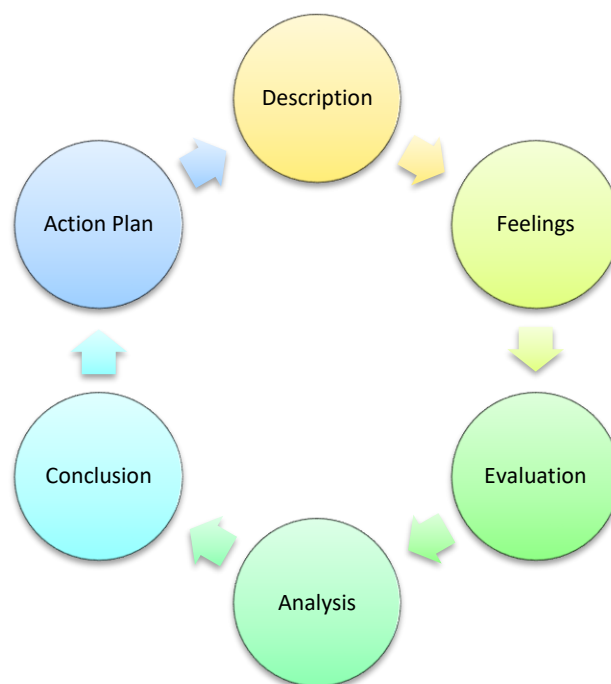 Description
Feelings
Evaluation
Analysis
Conclusion
Action Plan